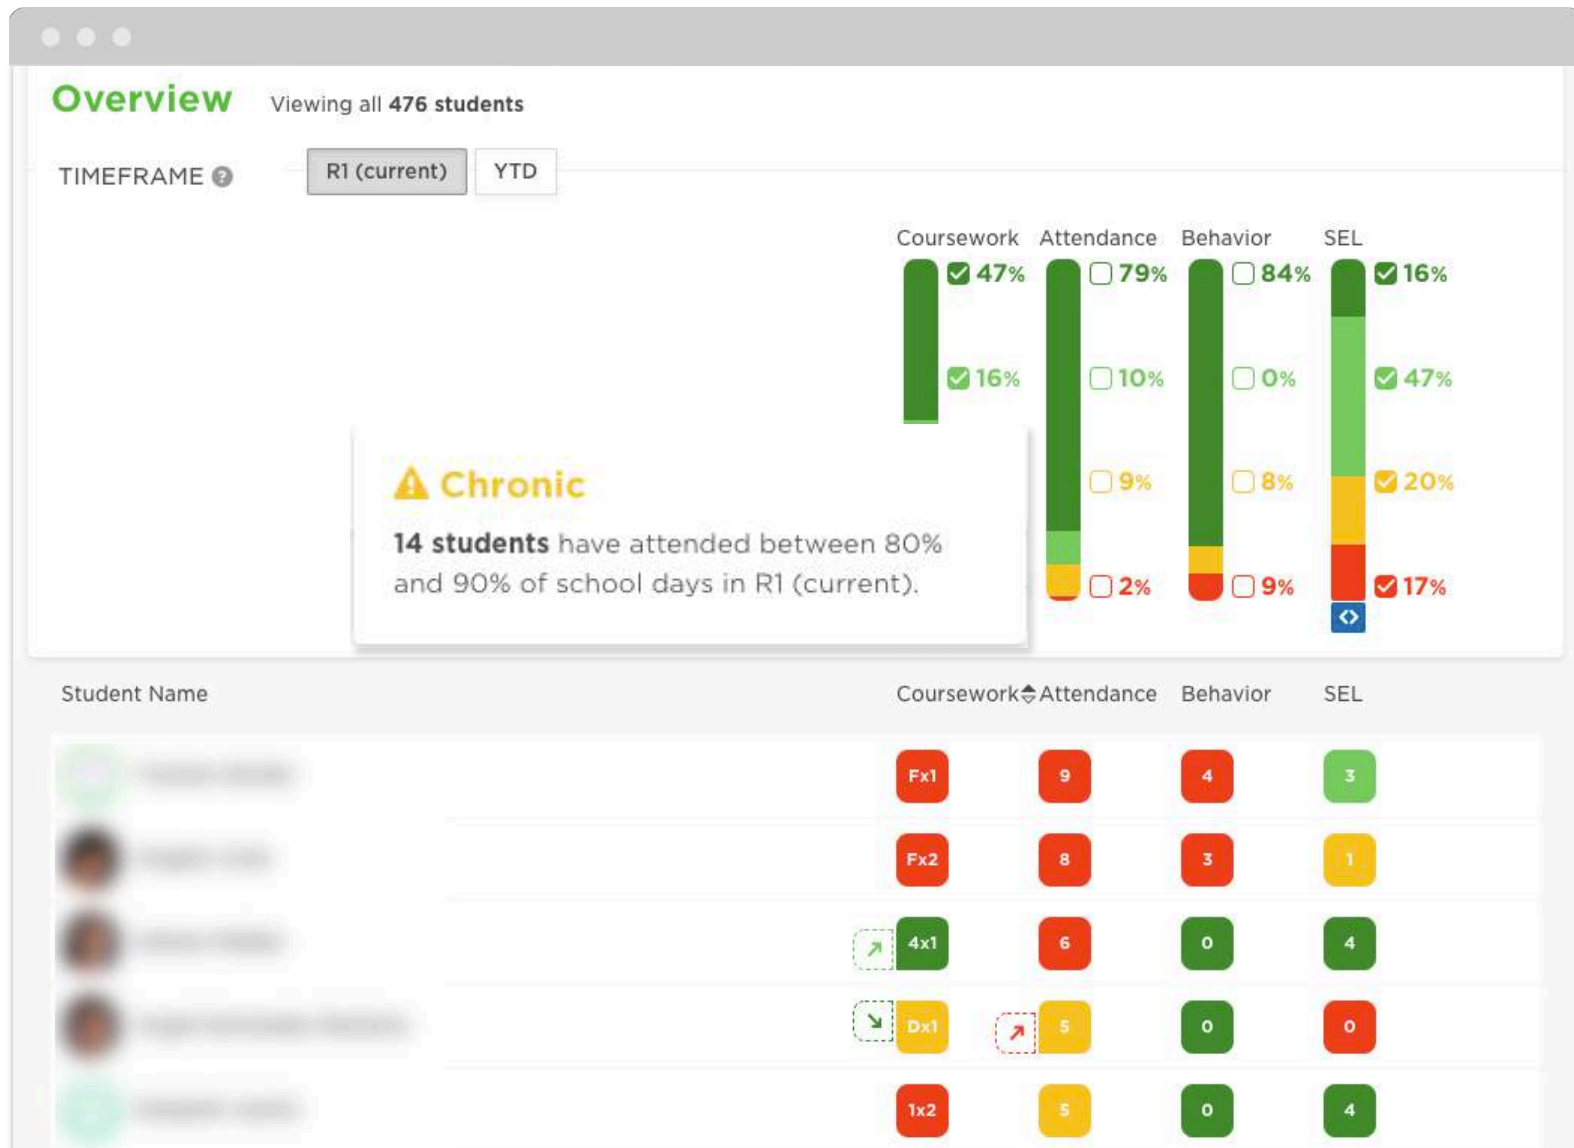 Overview Viewing all 476 students
TIMEFRAME ? R1 (current) YTD
Coursework Attendance Behavior SEL
47% 79% 84% 16%
16% 10% 0% 47%
9% 8% 20%
2% 9% 17%
Chronic
14 students have attended between 80%
and 90% of school days in R1 (current).
Student Name Coursework Attendance Behavior SEL
Fx1 9 4 3
Fx2 8 3 1
4x1 6 0 4
Dx1 5 0 0
1x2 5 0 4